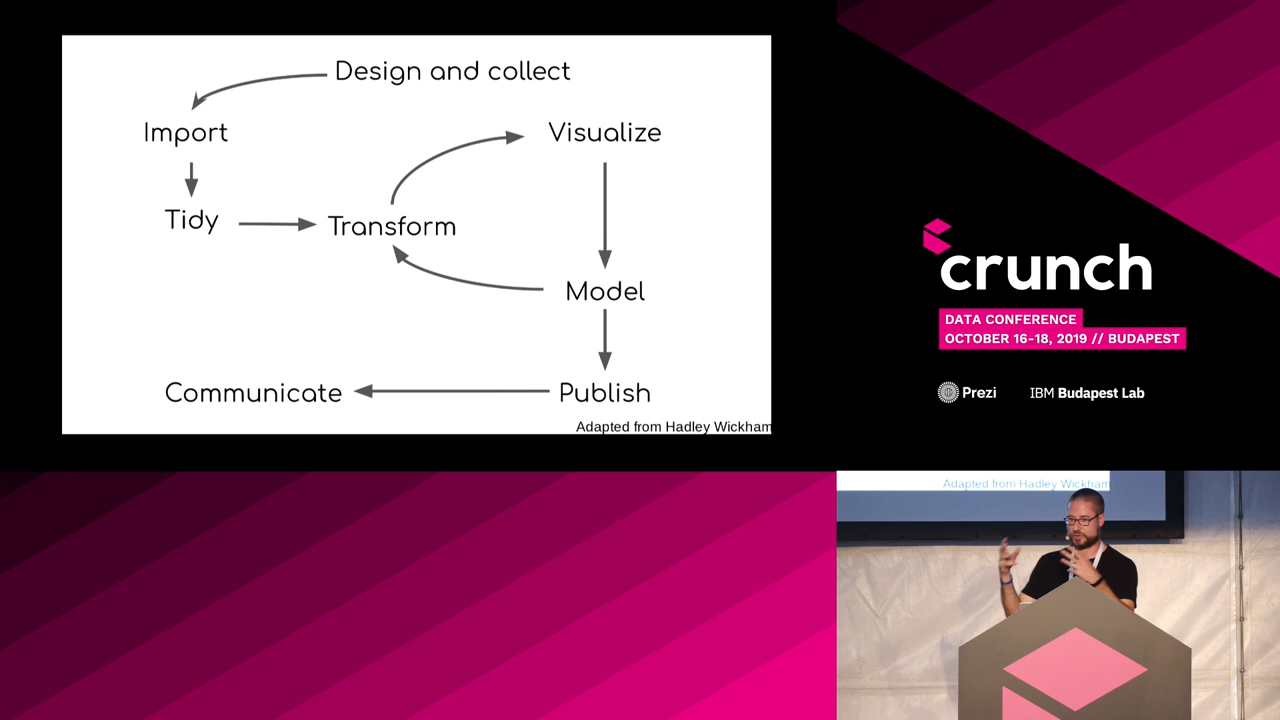 Design and collect
Import
Visualize
Tidy
Transform
Model
Communicate
Publish
Adapted from Hadley Wickham
crunch
DATA CONFERENCE
OCTOBER 16-18, 2019 // BUDAPEST
Prezi
IBM Budapest Lab
Adapted from Hadley Wickham